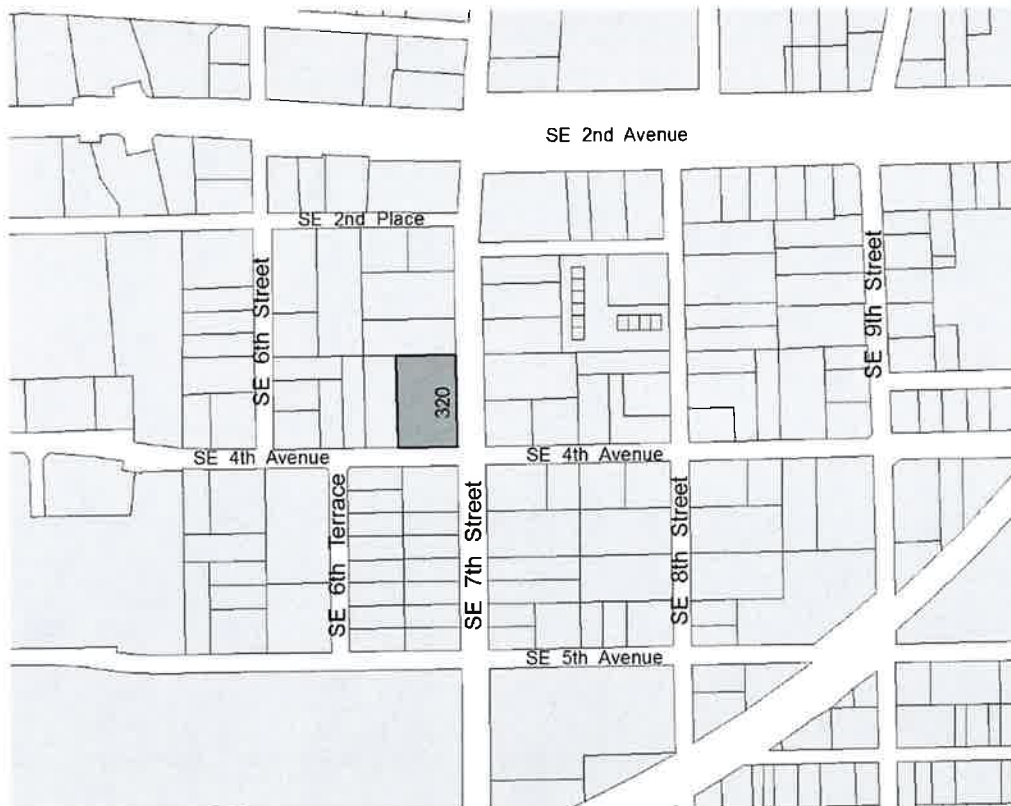 SE 2nd Avenue
SE 2nd Place
SE 6th Street
SE 9th Street
320
SE 4th Avenue
SE 4th Avenue
SE 6th Terrace
SE 7th Street
SE 8th Street
SE 5th Avenue